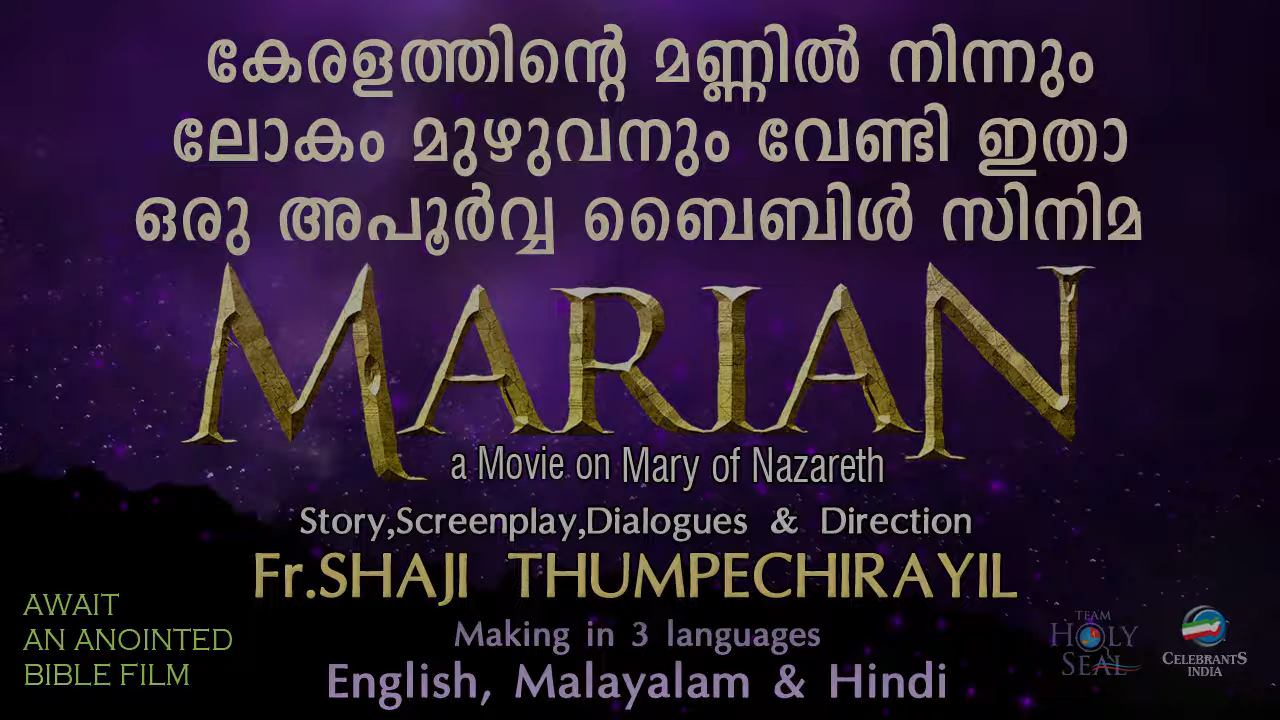 കേരളത്തിന്റെ മണ്ണിൽ നിന്നും
ലോകം മുഴുവനും വേണ്ടി ഇതാ
ഒരു അപൂർവ്വ ബൈബിൾ സിനിമ
MARIAN
a Movie on Mary of Nazareth
Story,Screenplay,Dialogues & Direction
Fr.SHAJI THUMPECHIRAYIL
Making in 3 languages
English, Malayalam & Hindi
AWAIT
AN ANOINTED
BIBLE FILM
TEAM
HOLY
SEAL
CELEBRANTS
INDIA